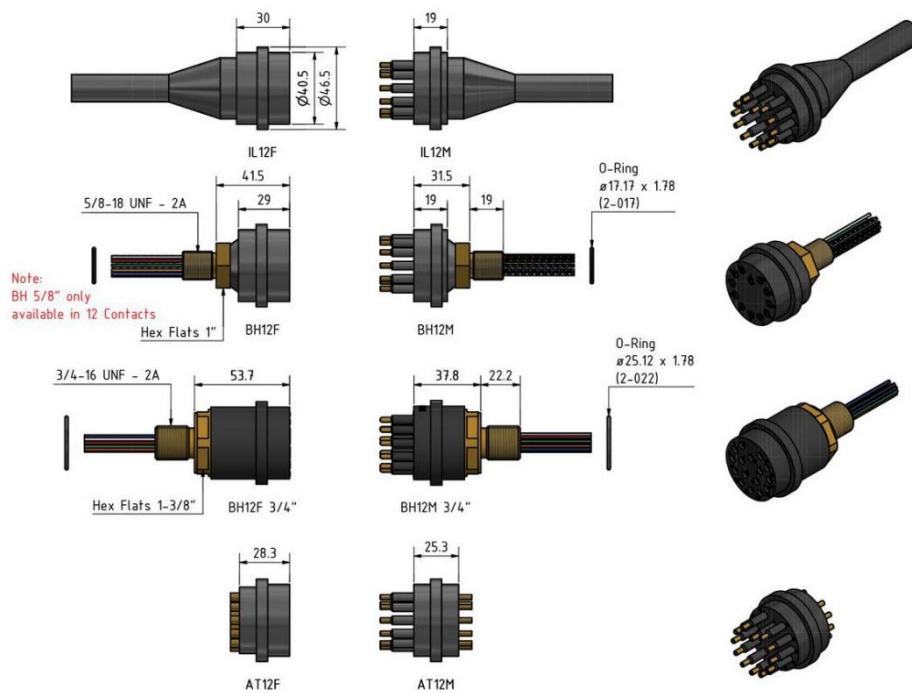 30
19
Ø40.5
Ø46.5
IL12F
IL12M
41.5
29
31.5
19
19
5/8-18 UNF - 2A
O-Ring
ø17.17 x 1.78
(2-017)
Note:
BH 5/8" only
available in 12 Contacts
Hex Flats 1"
BH12F
BH12M
3/4-16 UNF - 2A
53.7
37.8
22.2
O-Ring
ø25.12 x 1.78
(2-022)
Hex Flats 1-3/8"
BH12F 3/4"
BH12M 3/4"
28.3
25.3
AT12F
AT12M